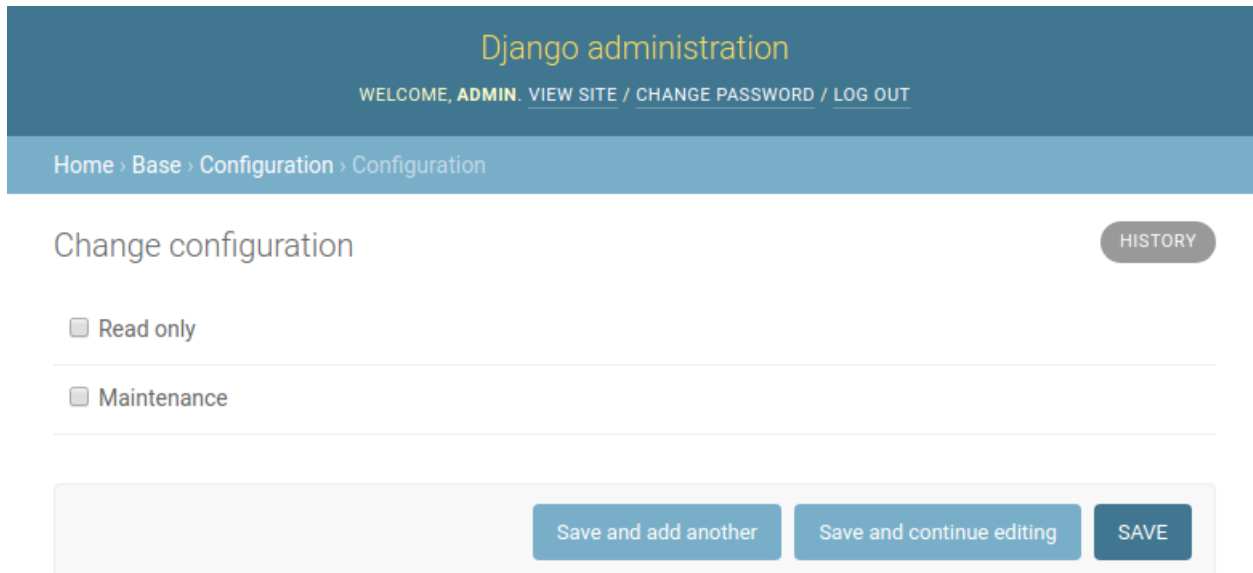 Django administration
WELCOME, ADMIN. VIEW SITE / CHANGE PASSWORD / LOG OUT
Home › Base › Configuration › Configuration
Change configuration
HISTORY
Read only
Maintenance
Save and add another
Save and continue editing
SAVE